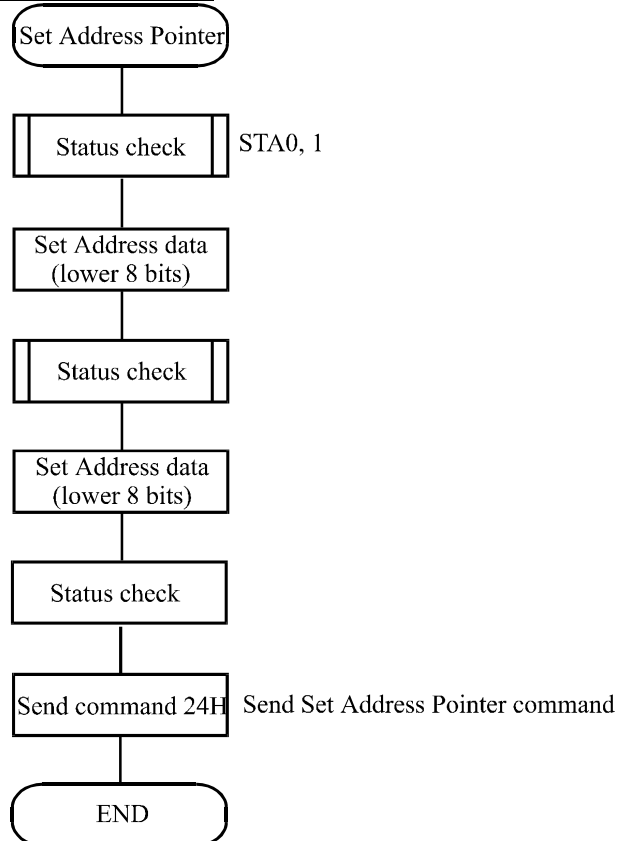 Set Address Pointer
Status check
STA0, 1
Set Address data
(lower 8 bits)
Status check
Set Address data
(lower 8 bits)
Status check
Send command 24H
Send Set Address Pointer command
END